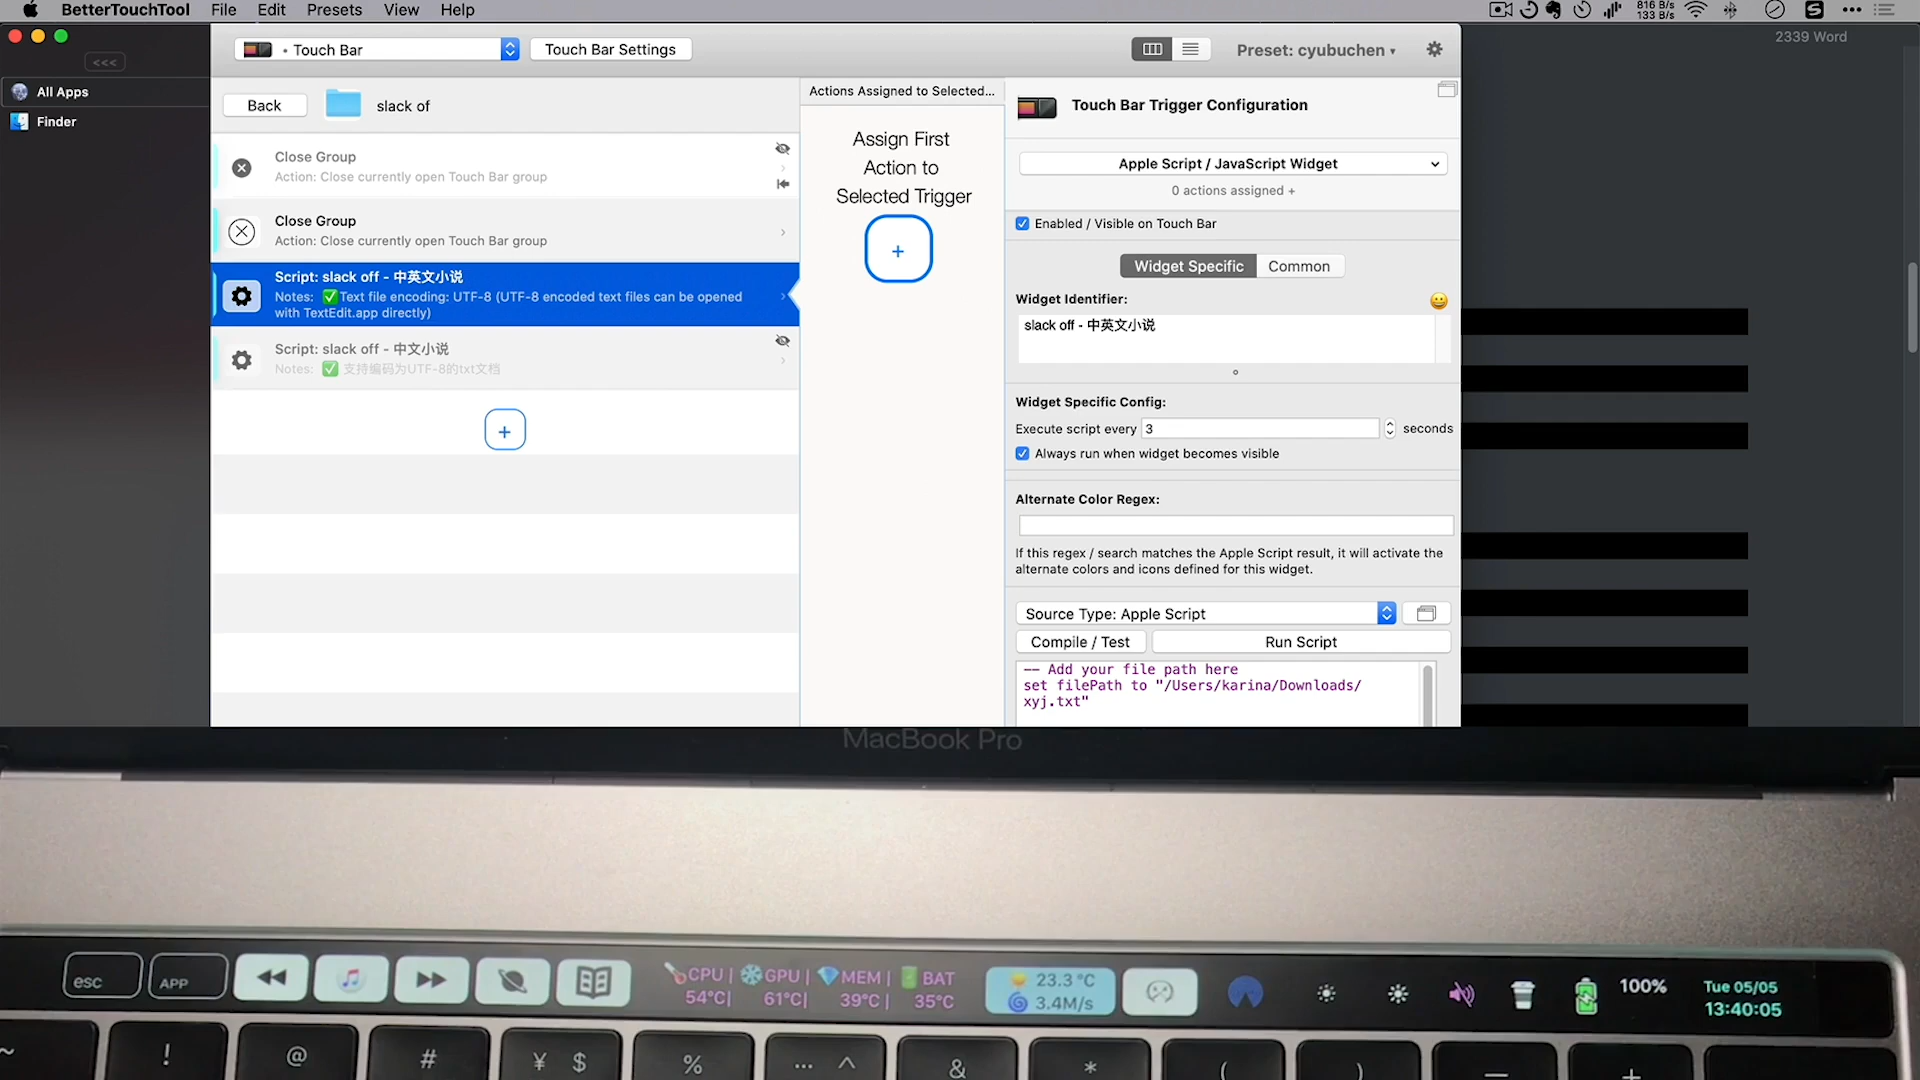 BetterTouchTool File Edit Presets View Help
816 B/s
133 B/s
2339 Word
<<<
• Touch Bar
Touch Bar Settings
Preset: cyubuchen
All Apps
Finder
Back
slack of
Close Group
Action: Close currently open Touch Bar group
Close Group
Action: Close currently open Touch Bar group
Script: slack off - 中英文小说
Notes: ✅Text file encoding: UTF-8 (UTF-8 encoded text files can be opened
with TextEdit.app directly)
Script: slack off - 中文小说
Notes: ✅ 支持编码为UTF-8的txt文档
+
Actions Assigned to Selected...
Assign First
Action to
Selected Trigger
+
Touch Bar Trigger Configuration
Apple Script / JavaScript Widget
0 actions assigned +
Enabled / Visible on Touch Bar
Widget Specific
Common
Widget Identifier:
slack off - 中英文小说
Widget Specific Config:
Execute script every 3 seconds
Always run when widget becomes visible
Alternate Color Regex:
If this regex / search matches the Apple Script result, it will activate the
alternate colors and icons defined for this widget.
Source Type: Apple Script
Compile / Test
Run Script
-- Add your file path here
set filePath to "/Users/karina/Downloads/
xyj.txt"
MacBook Pro
esc
APP
CPU | GPU | MEM | BAT
54°C| 61°C| 39°C | 35°C
23.3 °C
3.4M/s
100%
Tue 05/05
13:40:05
~ ! @ # ¥ $ % … ^ & * ( ) — +